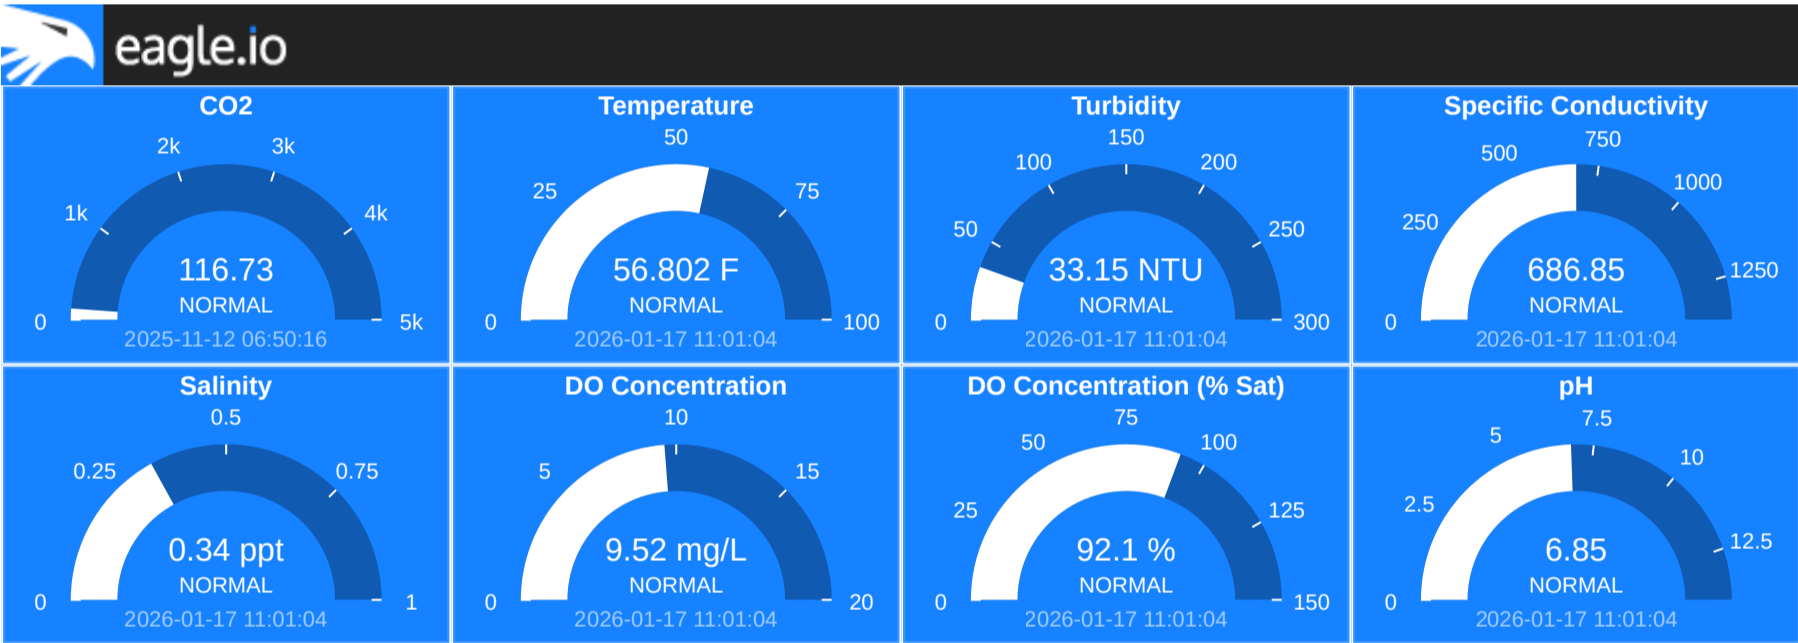 eagle.io
CO2
0
1k
2k
3k
4k
5k
116.73
NORMAL
2025-11-12 06:50:16
Temperature
0
25
50
75
100
56.802 F
NORMAL
2026-01-17 11:01:04
Turbidity
0
50
100
150
200
250
300
33.15 NTU
NORMAL
2026-01-17 11:01:04
Specific Conductivity
0
250
500
750
1000
1250
686.85
NORMAL
2026-01-17 11:01:04
Salinity
0
0.25
0.5
0.75
1
0.34 ppt
NORMAL
2026-01-17 11:01:04
DO Concentration
0
5
10
15
20
9.52 mg/L
NORMAL
2026-01-17 11:01:04
DO Concentration (% Sat)
0
25
50
75
100
125
150
92.1 %
NORMAL
2026-01-17 11:01:04
pH
0
2.5
5
7.5
10
12.5
6.85
NORMAL
2026-01-17 11:01:04